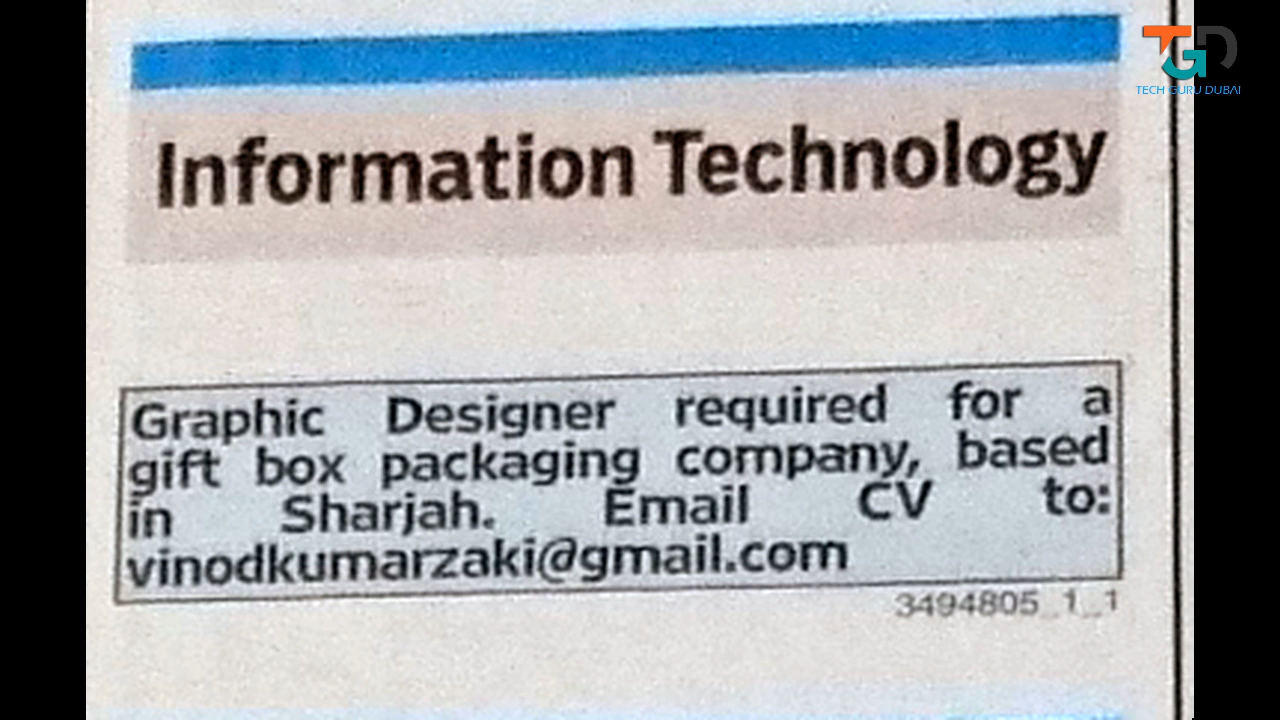 TGD
TECH GURU DUBAI
Information Technology
Graphic Designer required for a
gift box packaging company, based
in Sharjah. Email CV to:
vinodkumarzaki@gmail.com
3494805_1_1